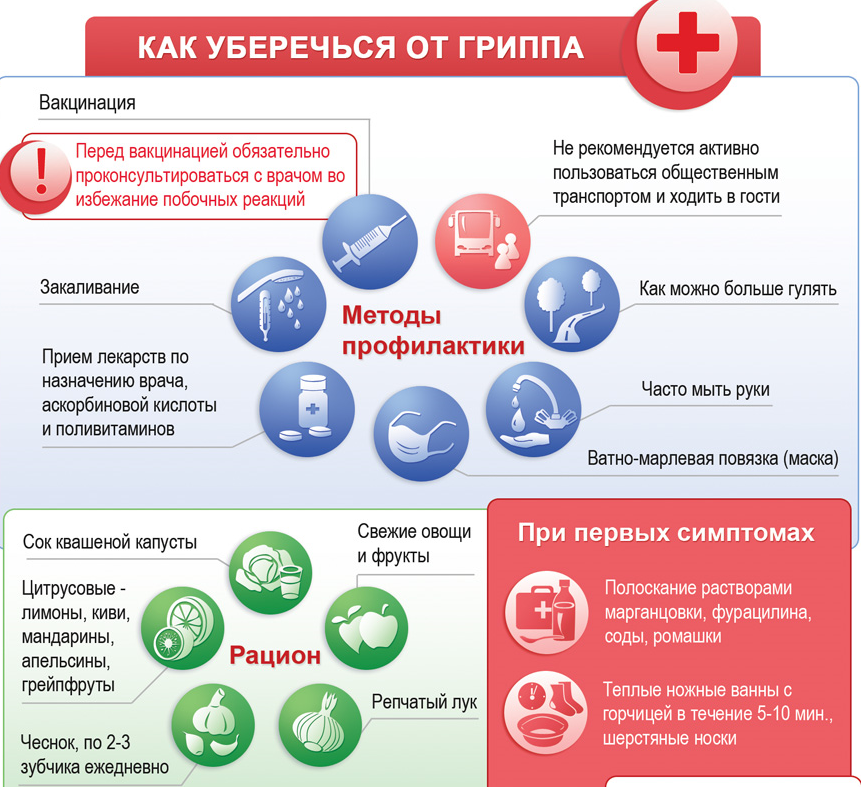 КАК УБЕРЕЧЬСЯ ОТ ГРИППА
Вакцинация
Перед вакцинацией обязательно
проконсультироваться с врачом во
избежание побочных реакций
Не рекомендуется активно
пользоваться общественным
транспортом и ходить в гости
Закаливание
Методы
профилактики
Как можно больше гулять
Прием лекарств по
назначению врача,
аскорбиновой кислоты
и поливитаминов
Часто мыть руки
Ватно-марлевая повязка (маска)
Сок квашеной капусты
Свежие овощи
и фрукты
Цитрусовые -
лимоны, киви,
мандарины,
апельсины,
грейпфруты
Рацион
Репчатый лук
Чеснок, по 2-3
зубчика ежедневно
При первых симптомах
Полоскание растворами
марганцовки, фурацилина,
соды, ромашки
Теплые ножные ванны с
горчицей в течение 5-10 мин.,
шерстяные носки